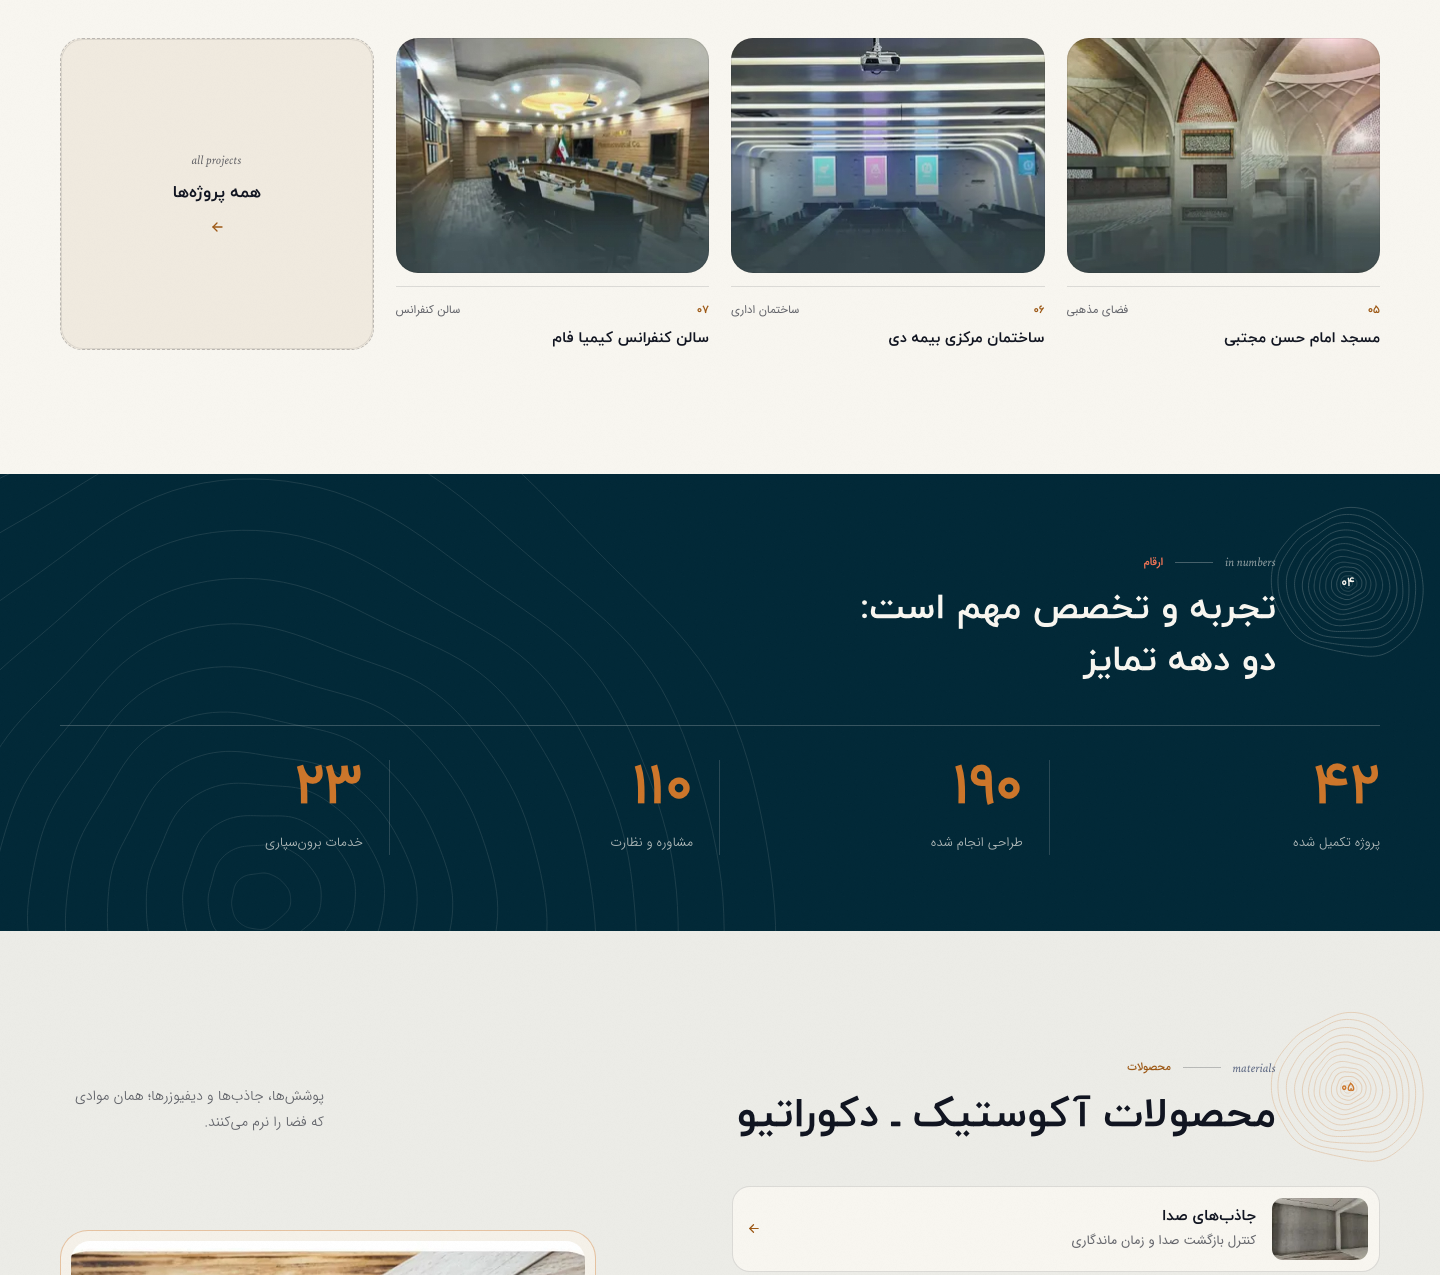 ۰۵
فضای مذهبی
مسجد امام حسن مجتبی
۰۶
ساختمان اداری
ساختمان مرکزی بیمه دی
۰۷
سالن کنفرانس
سالن کنفرانس کیمیا فام
all projects
همه پروژه‌ها
←
۰۴
in numbers
ارقام
تجربه و تخصص مهم است:
دو دهه تمایز
۴۲
پروژه تکمیل شده
۱۹۰
طراحی انجام شده
۱۱۰
مشاوره و نظارت
۲۳
خدمات برون‌سپاری
۰۵
materials
محصولات
محصولات آکوستیک ـ دکوراتیو
پوشش‌ها، جاذب‌ها و دیفیوزرها؛ همان موادی
که فضا را نرم می‌کنند.
جاذب‌های صدا
کنترل بازگشت صدا و زمان ماندگاری
←